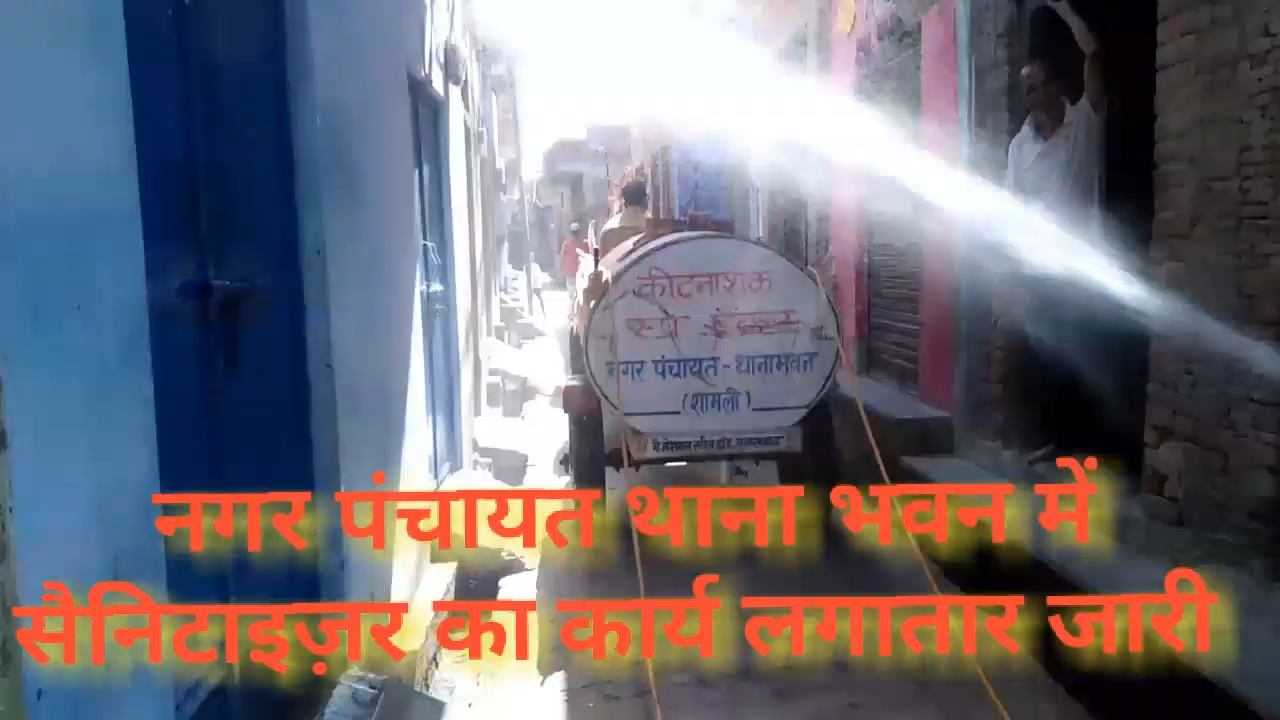 कीटनाशक
स्प्रे
नगर पंचायत - थानाभवन
(शामली)
नगर पंचायत थाना भवन में
सैनिटाइज़र का कार्य लगातार जारी